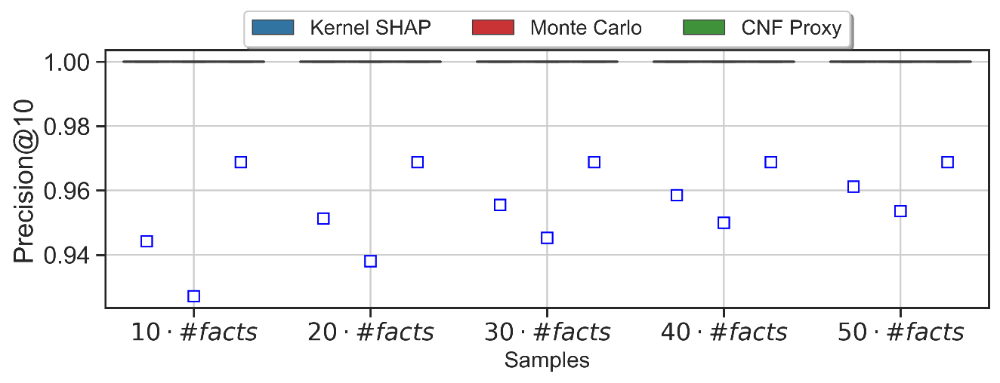 Kernel SHAP Monte Carlo CNF Proxy
Precision@10
1.00
0.98
0.96
0.94
10 · #facts 20 · #facts 30 · #facts 40 · #facts 50 · #facts
Samples